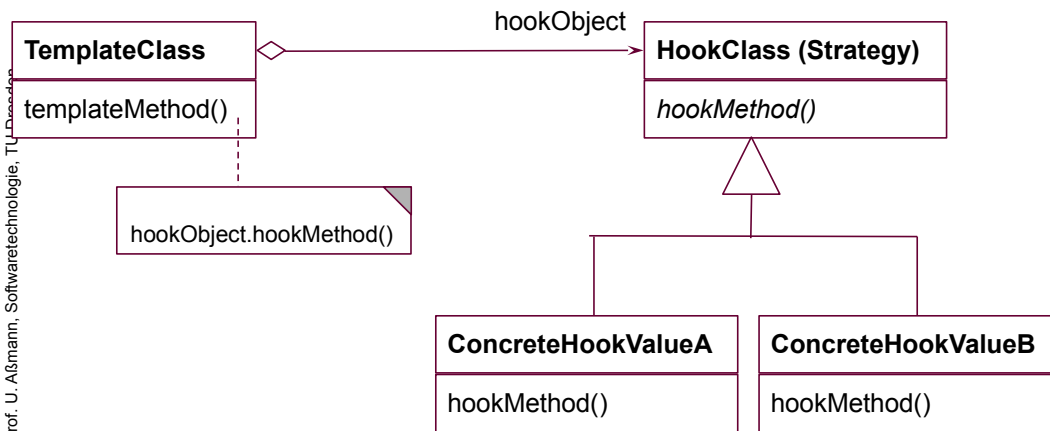 hookObject
TemplateClass
HookClass (Strategy)
templateMethod()
hookMethod()
hookObject.hookMethod()
ConcreteHookValueA
ConcreteHookValueB
hookMethod()
hookMethod()
rof. U. Aßmann, Softwaretechnologie, TU Dresden